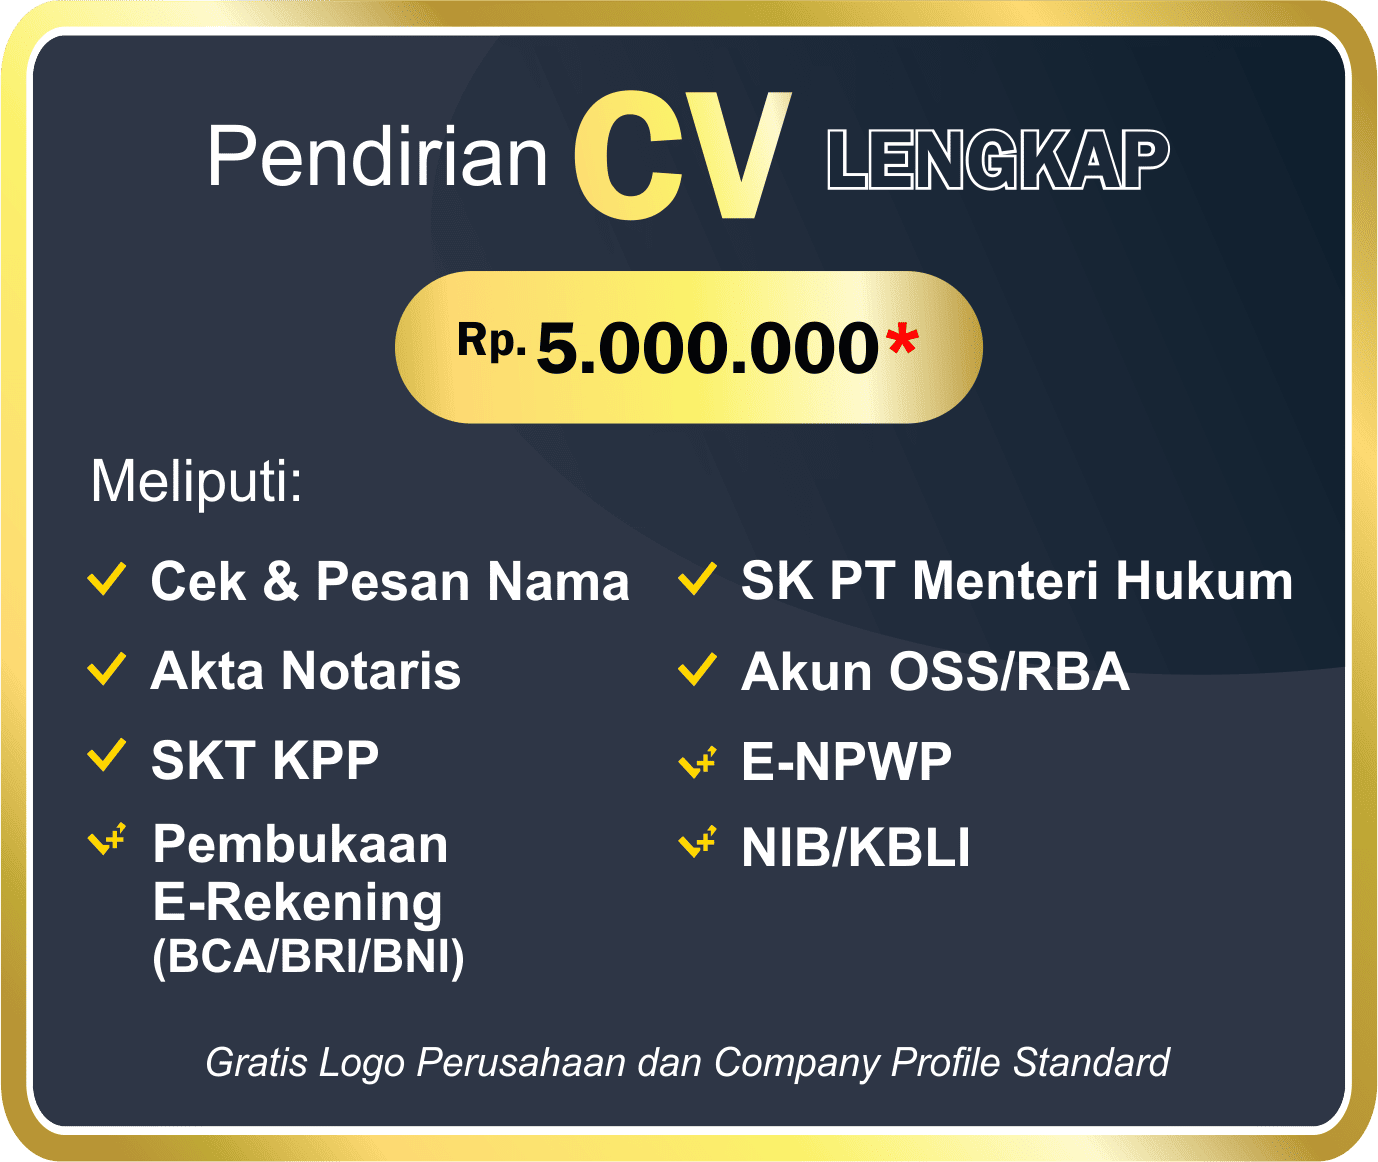 Pendirian CV LENGKAP
Rp. 5.000.000*
Meliputi:
Cek & Pesan Nama
Akta Notaris
SKT KPP
Pembukaan
E-Rekening
(BCA/BRI/BNI)
SK PT Menteri Hukum
Akun OSS/RBA
E-NPWP
NIB/KBLI
Gratis Logo Perusahaan dan Company Profile Standard